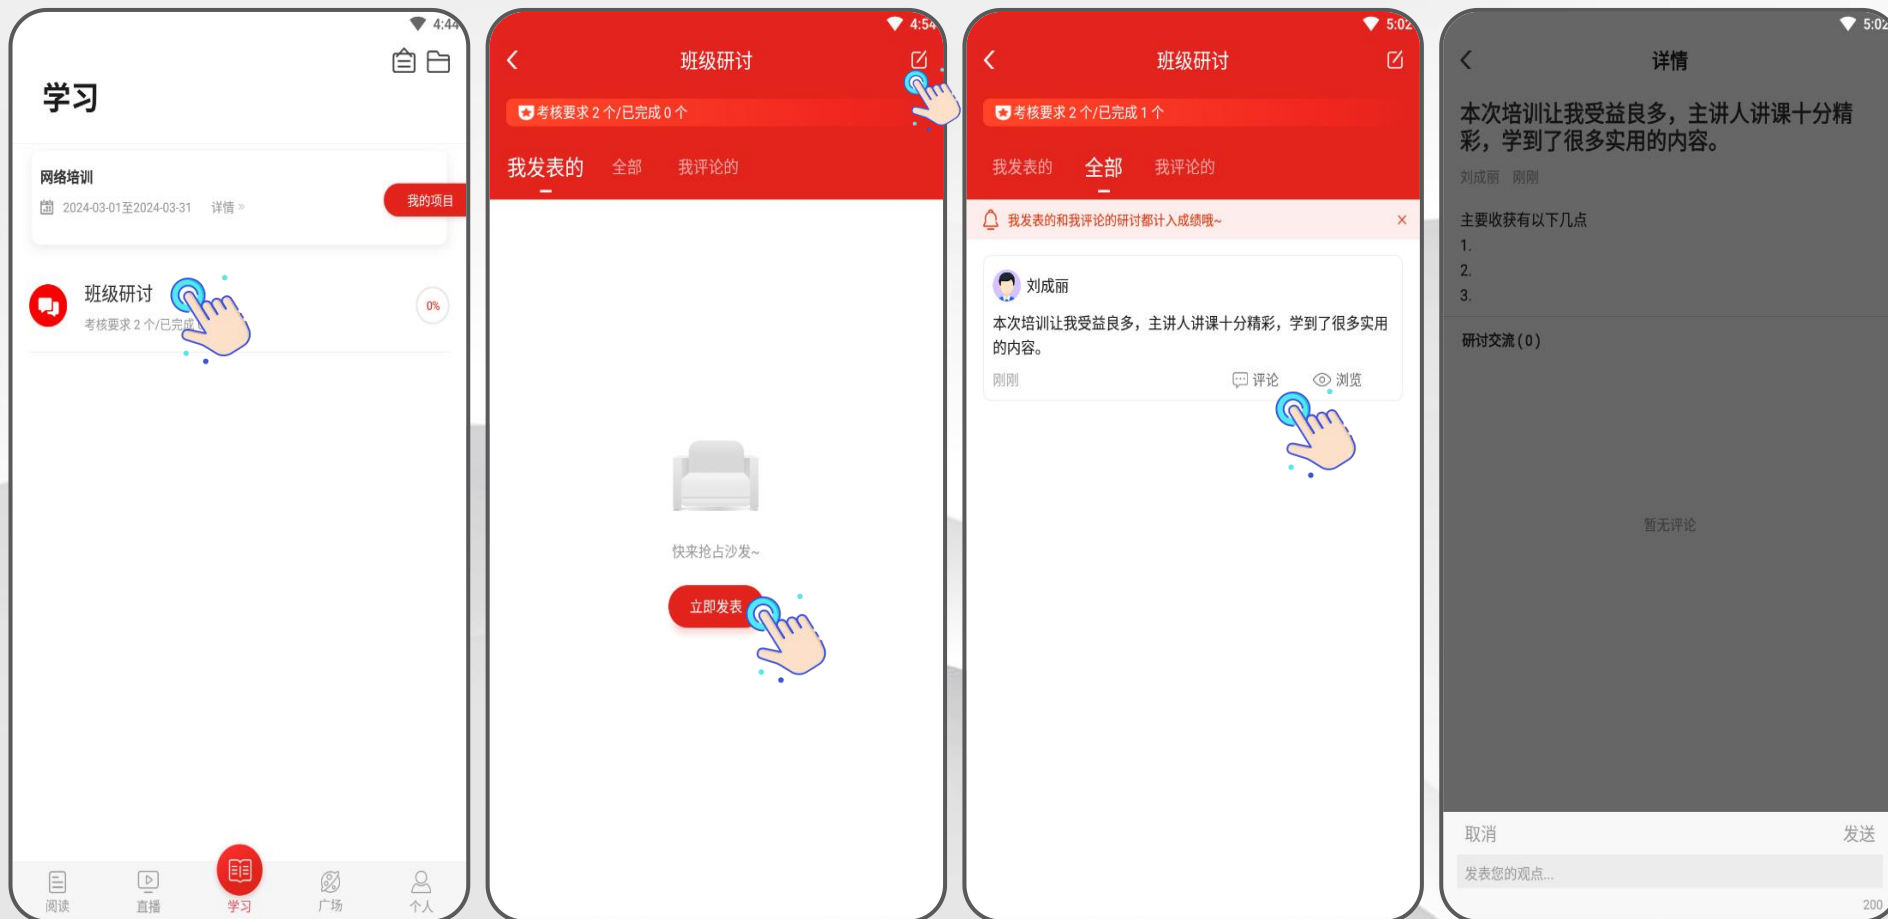 4:44
学习
网络培训
2024-03-01至2024-03-31 详情 »
我的项目
班级研讨
考核要求 2 个/已完成
0%
阅读
直播
学习
广场
个人
4:54
班级研讨
考核要求 2 个/已完成 0 个
我发表的 全部 我评论的
快来抢占沙发~
立即发表
5:02
班级研讨
考核要求 2 个/已完成 1 个
我发表的 全部 我评论的
我发表的和我评论的研讨都计入成绩哦~ ×
刘成丽
本次培训让我受益良多，主讲人讲课十分精彩，学到了很多实用
的内容。
刚刚 评论 浏览
5:02
详情
本次培训让我受益良多，主讲人讲课十分精
彩，学到了很多实用的内容。
刘成丽 刚刚
主要收获有以下几点
1.
2.
3.
研讨交流 ( 0 )
暂无评论
取消 发送
发表您的观点...
200